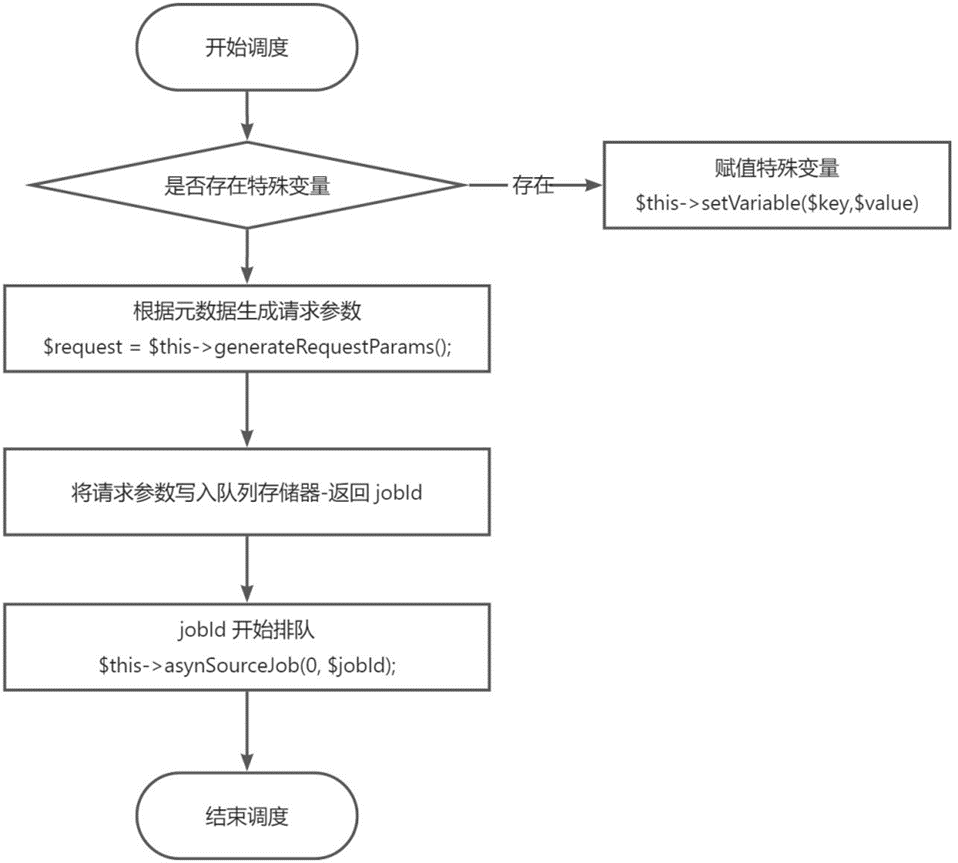 开始调度
是否存在特殊变量
存在
赋值特殊变量
$this->setVariable($key,$value)
根据元数据生成请求参数
$request = $this->generateRequestParams();
将请求参数写入队列存储器-返回 jobId
jobId 开始排队
$this->asynSourceJob(0, $jobId);
结束调度